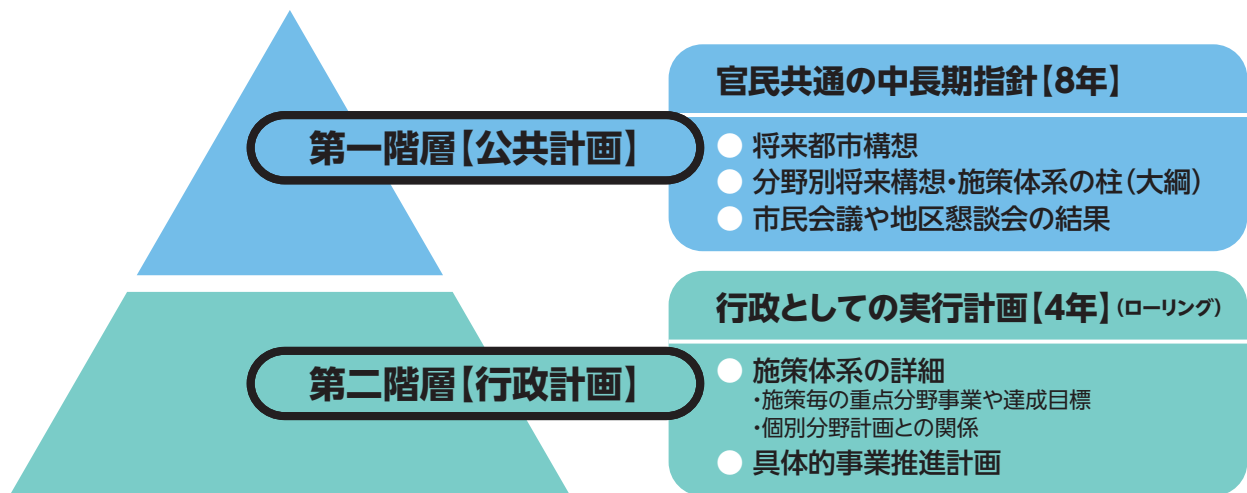 第一階層【公共計画】
官民共通の中長期指針【8年】
● 将来都市構想
● 分野別将来構想・施策体系の柱(大綱)
● 市民会議や地区懇談会の結果
第二階層【行政計画】
行政としての実行計画【4年】(ローリング)
● 施策体系の詳細
・施策毎の重点分野事業や達成目標
・個別分野計画との関係
● 具体的事業推進計画